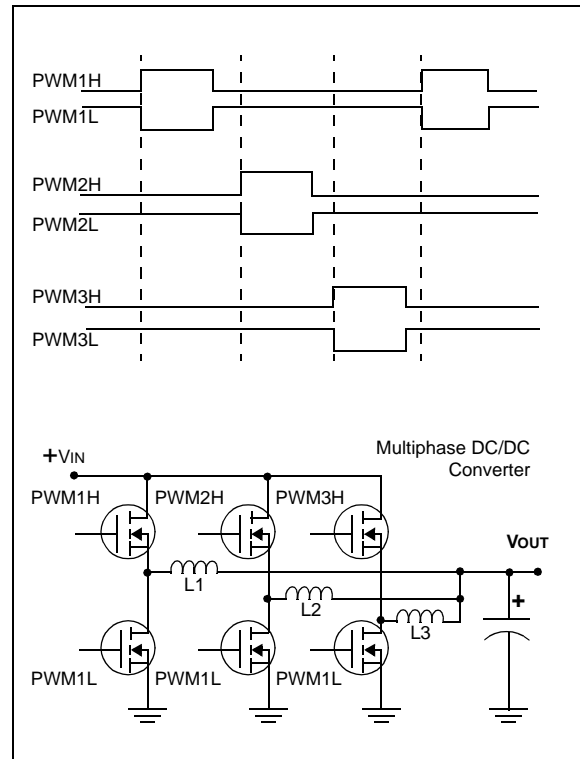 PWM1H
PWM1L
PWM2H
PWM2L
PWM3H
PWM3L
+VIN
Multiphase DC/DC
Converter
PWM1H
PWM2H
PWM3H
VOUT
L1
L2
L3
+
PWM1L
PWM1L
PWM1L